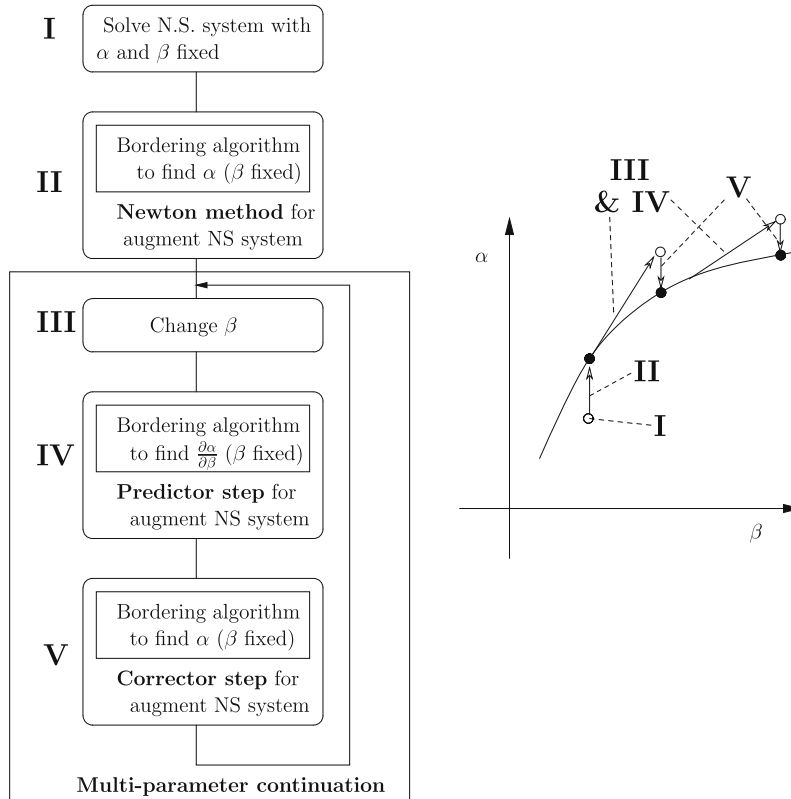 I
Solve N.S. system with
α and β fixed
II
Bordering algorithm
to find α (β fixed)
Newton method for
augment NS system
III
Change β
IV
Bordering algorithm
to find ∂α/∂β (β fixed)
Predictor step for
augment NS system
V
Bordering algorithm
to find α (β fixed)
Corrector step for
augment NS system
Multi-parameter continuation
III
& IV
V
α
II
I
β